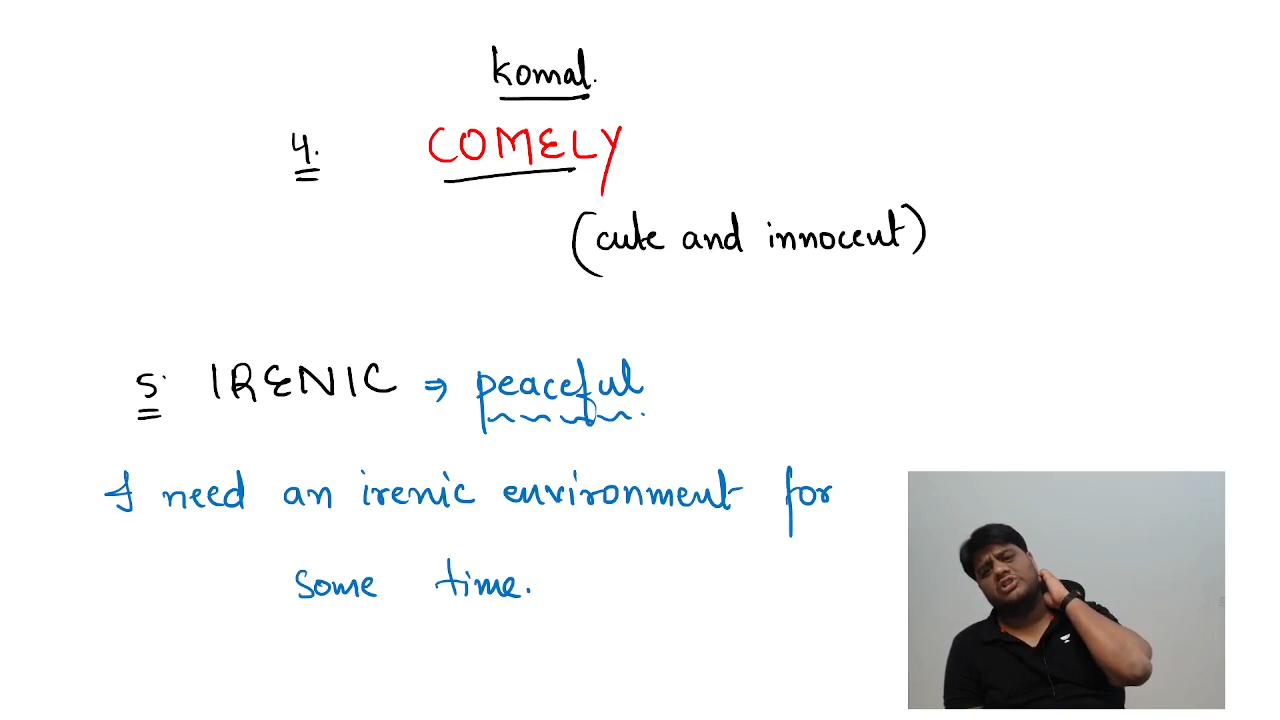 komal.
4. COMELY
(cute and innocent)
5. IRENIC ⇒ peaceful.
I need an irenic environment for
some time.